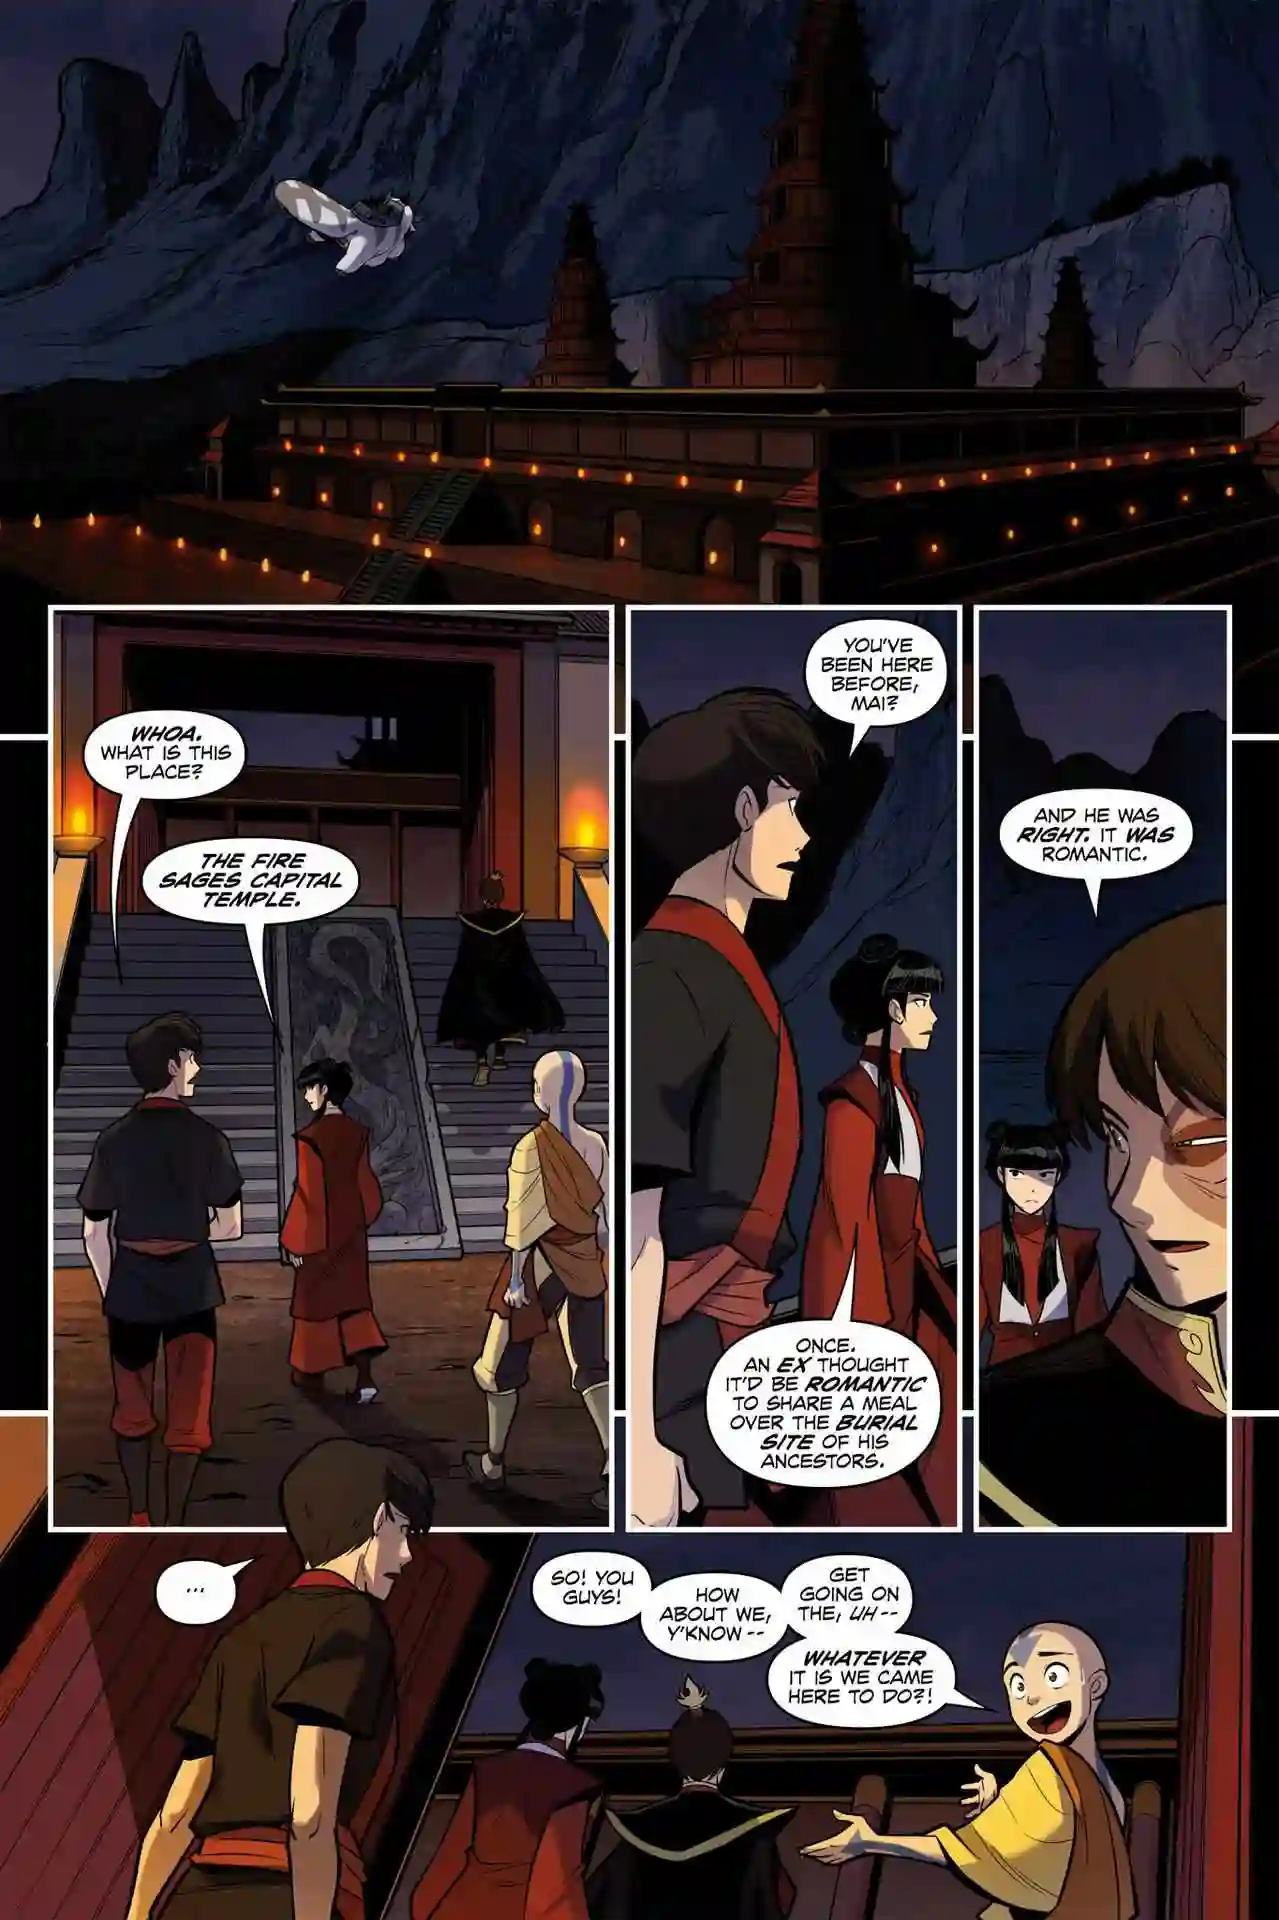 WHOA.
WHAT IS THIS
PLACE?
THE FIRE
SAGES CAPITAL
TEMPLE.
YOU'VE
BEEN HERE
BEFORE,
MAI?
ONCE.
AN EX THOUGHT
IT'D BE ROMANTIC
TO SHARE A MEAL
OVER THE BURIAL
SITE OF HIS
ANCESTORS.
AND HE WAS
RIGHT. IT WAS
ROMANTIC.
...
SO! YOU
GUYS!
HOW
ABOUT WE,
Y'KNOW --
GET
GOING ON
THE, UH --
WHATEVER
IT IS WE CAME
HERE TO DO?!